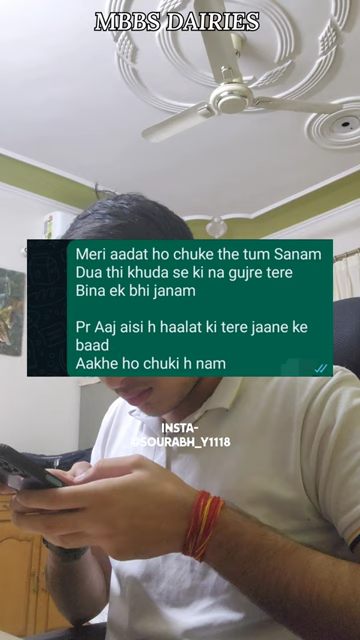 MBBS DAIRIES
Meri aadat ho chuke the tum Sanam
Dua thi khuda se ki na gujre tere
Bina ek bhi janam
Pr Aaj aisi h haalat ki tere jaane ke
baad
Aakhe ho chuki h nam
INSTA-
@SOURABH_Y1118